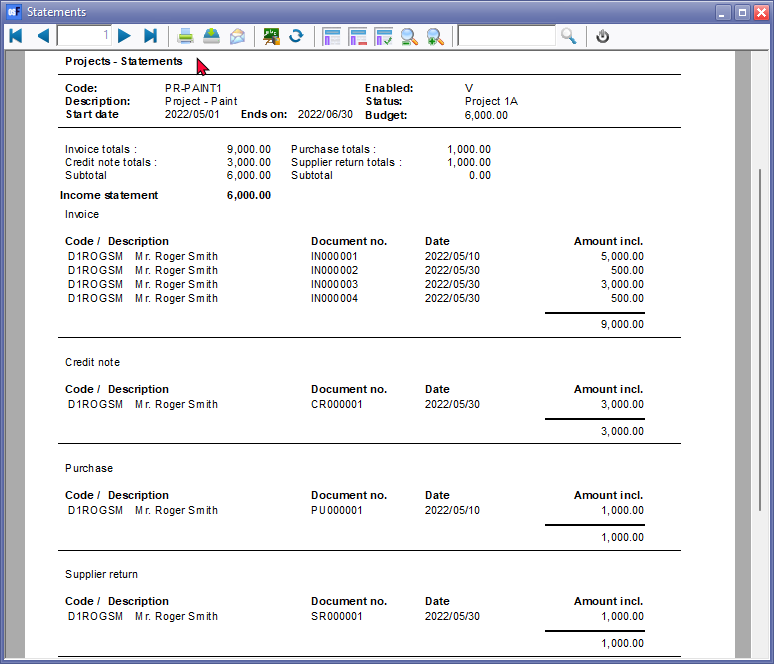 Statements
1
Projects - Statements
Code: PR-PAINT1 Enabled: V
Description: Project - Paint Status: Project 1A
Start date 2022/05/01 Ends on: 2022/06/30 Budget: 6,000.00
Invoice totals : 9,000.00 Purchase totals : 1,000.00
Credit note totals : 3,000.00 Supplier return totals : 1,000.00
Subtotal 6,000.00 Subtotal 0.00
Income statement 6,000.00
Invoice
Code / Description Document no. Date Amount incl.
D1ROGSM Mr. Roger Smith IN000001 2022/05/10 5,000.00
D1ROGSM Mr. Roger Smith IN000002 2022/05/30 500.00
D1ROGSM Mr. Roger Smith IN000003 2022/05/30 3,000.00
D1ROGSM Mr. Roger Smith IN000004 2022/05/30 500.00
9,000.00
Credit note
Code / Description Document no. Date Amount incl.
D1ROGSM Mr. Roger Smith CR000001 2022/05/30 3,000.00
3,000.00
Purchase
Code / Description Document no. Date Amount incl.
D1ROGSM Mr. Roger Smith PU000001 2022/05/10 1,000.00
1,000.00
Supplier return
Code / Description Document no. Date Amount incl.
D1ROGSM Mr. Roger Smith SR000001 2022/05/30 1,000.00
1,000.00